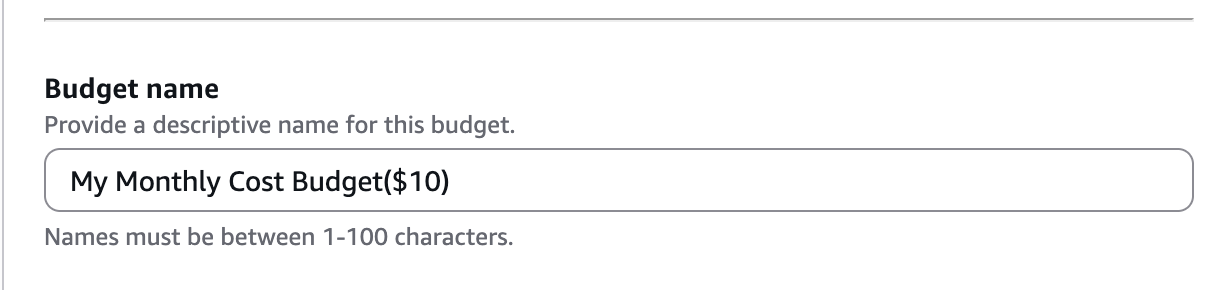 Budget name
Provide a descriptive name for this budget.
My Monthly Cost Budget($10)
Names must be between 1-100 characters.